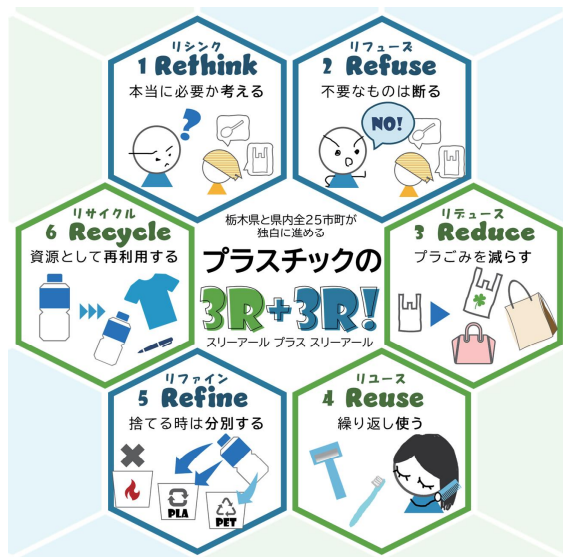 リシンク
1 Rethink
本当に必要か考える
?
リフューズ
2 Refuse
不要なものは断る
NO!
リサイクル
6 Recycle
資源として再利用する
栃木県と県内全25市町が
独自に進める
プラスチックの
3R+3R!
スリーアール プラス スリーアール
リデュース
3 Reduce
プラごみを減らす
リファイン
5 Refine
捨てる時は分別する
PLA
PET
リユース
4 Reuse
繰り返し使う